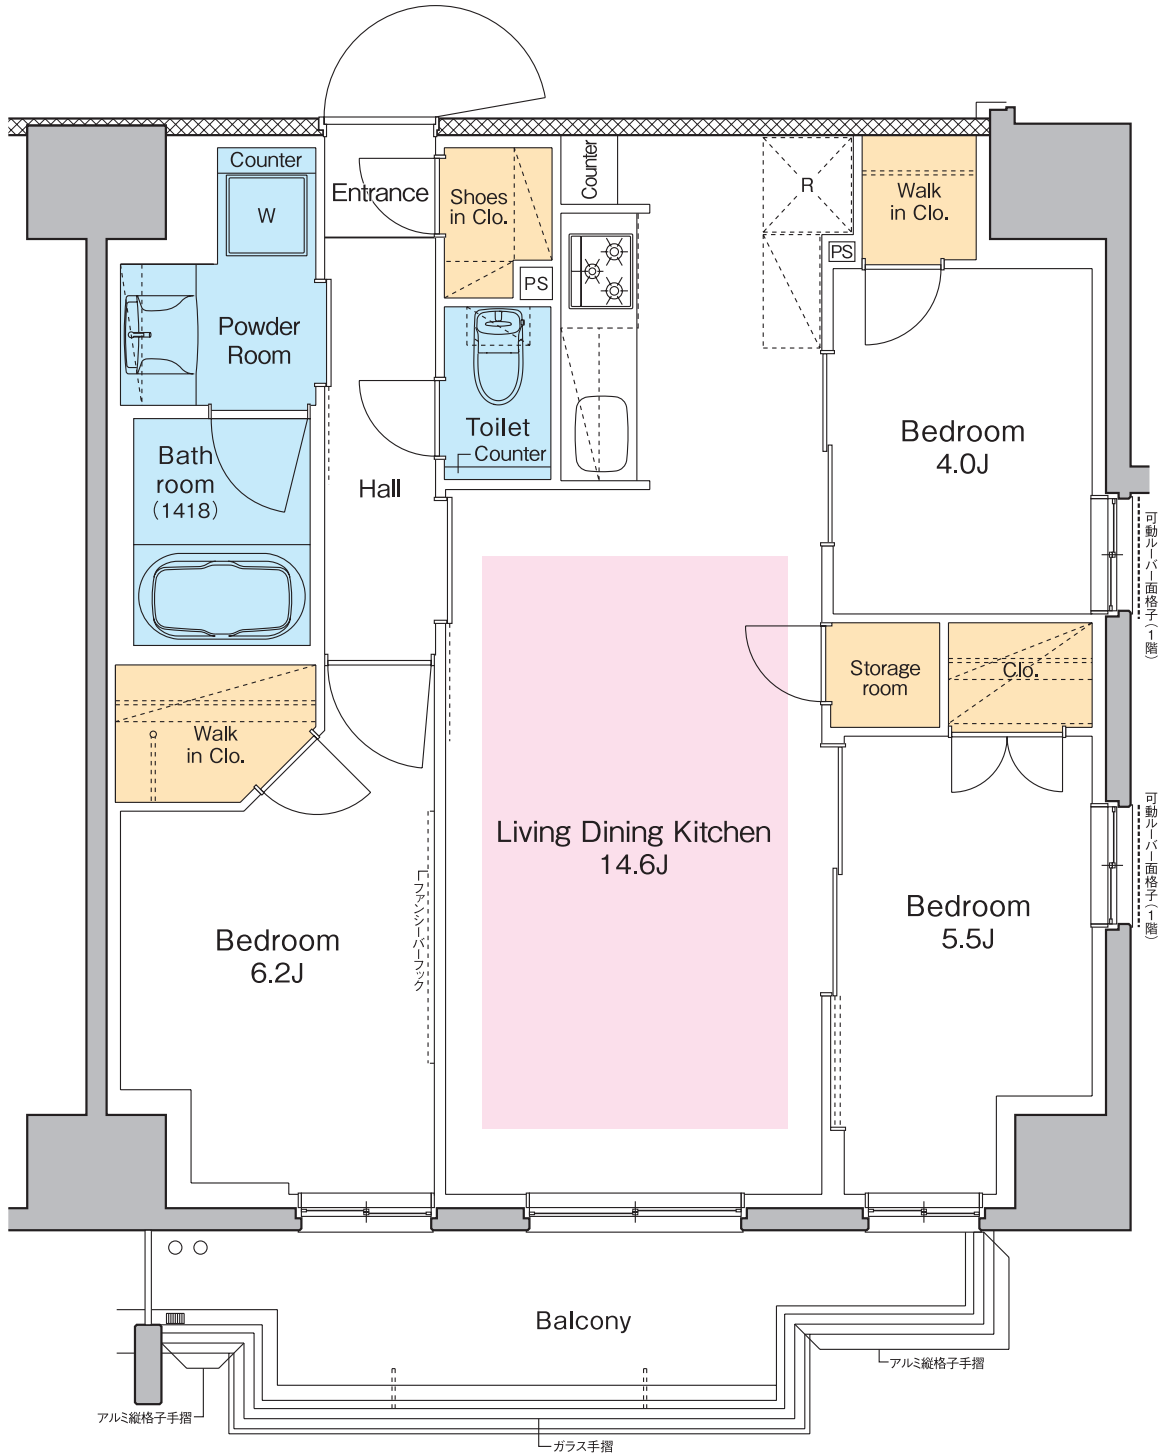 Counter
W
Entrance
Shoes
in Clo.
PS
Counter
R
Walk
in Clo.
PS
Powder
Room
Toilet
Counter
Bath
room
(1418)
Hall
Bedroom
4.0J
可動ルーバー面格子(1階)
Storage
room
Clo.
Walk
in Clo.
Living Dining Kitchen
14.6J
可動ルーバー面格子(1階)
ファンシーバーフック
Bedroom
6.2J
Bedroom
5.5J
Balcony
アルミ縦格子手摺
アルミ縦格子手摺
ガラス手摺